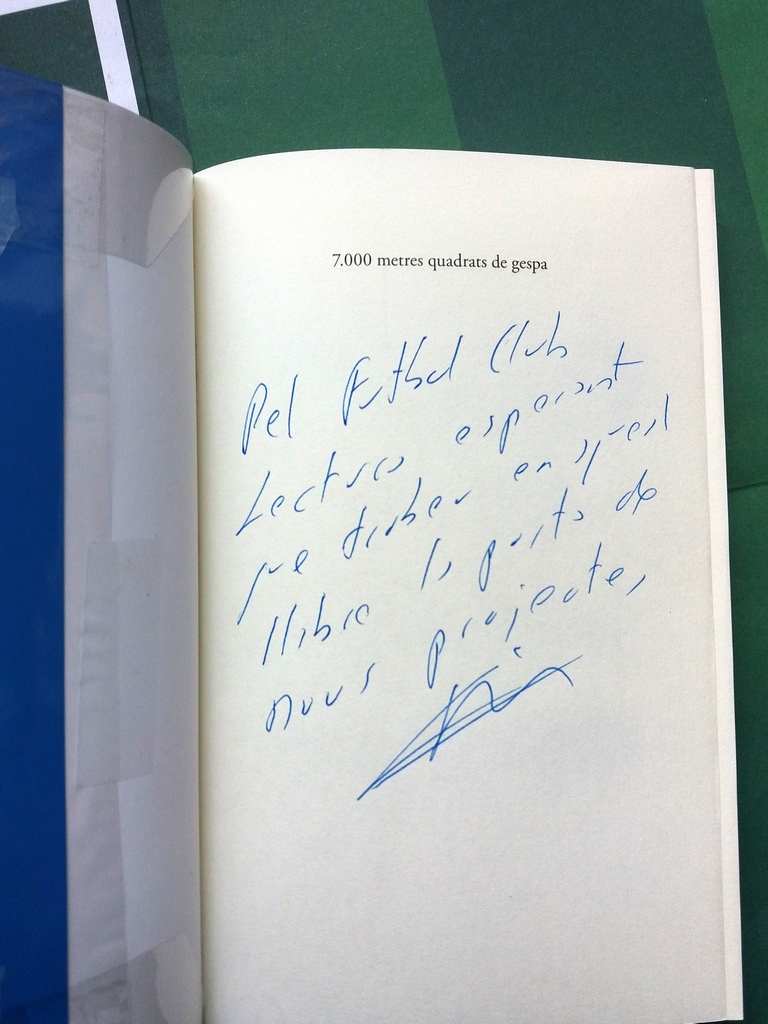 7.000 metres quadrats de gespa
Pel Futbol Club
Lectura esperant
que trobeu en aquest
llibre la porta de
nous projectes,